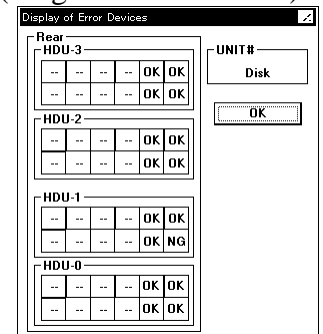 Display of Error Devices
Rear
HDU-3
-- -- -- -- OK OK
-- -- -- -- OK OK
HDU-2
-- -- -- -- OK OK
-- -- -- -- OK OK
HDU-1
-- -- -- -- OK OK
-- -- -- -- OK NG
HDU-0
-- -- -- -- OK OK
-- -- -- -- OK OK
UNIT#
Disk
OK